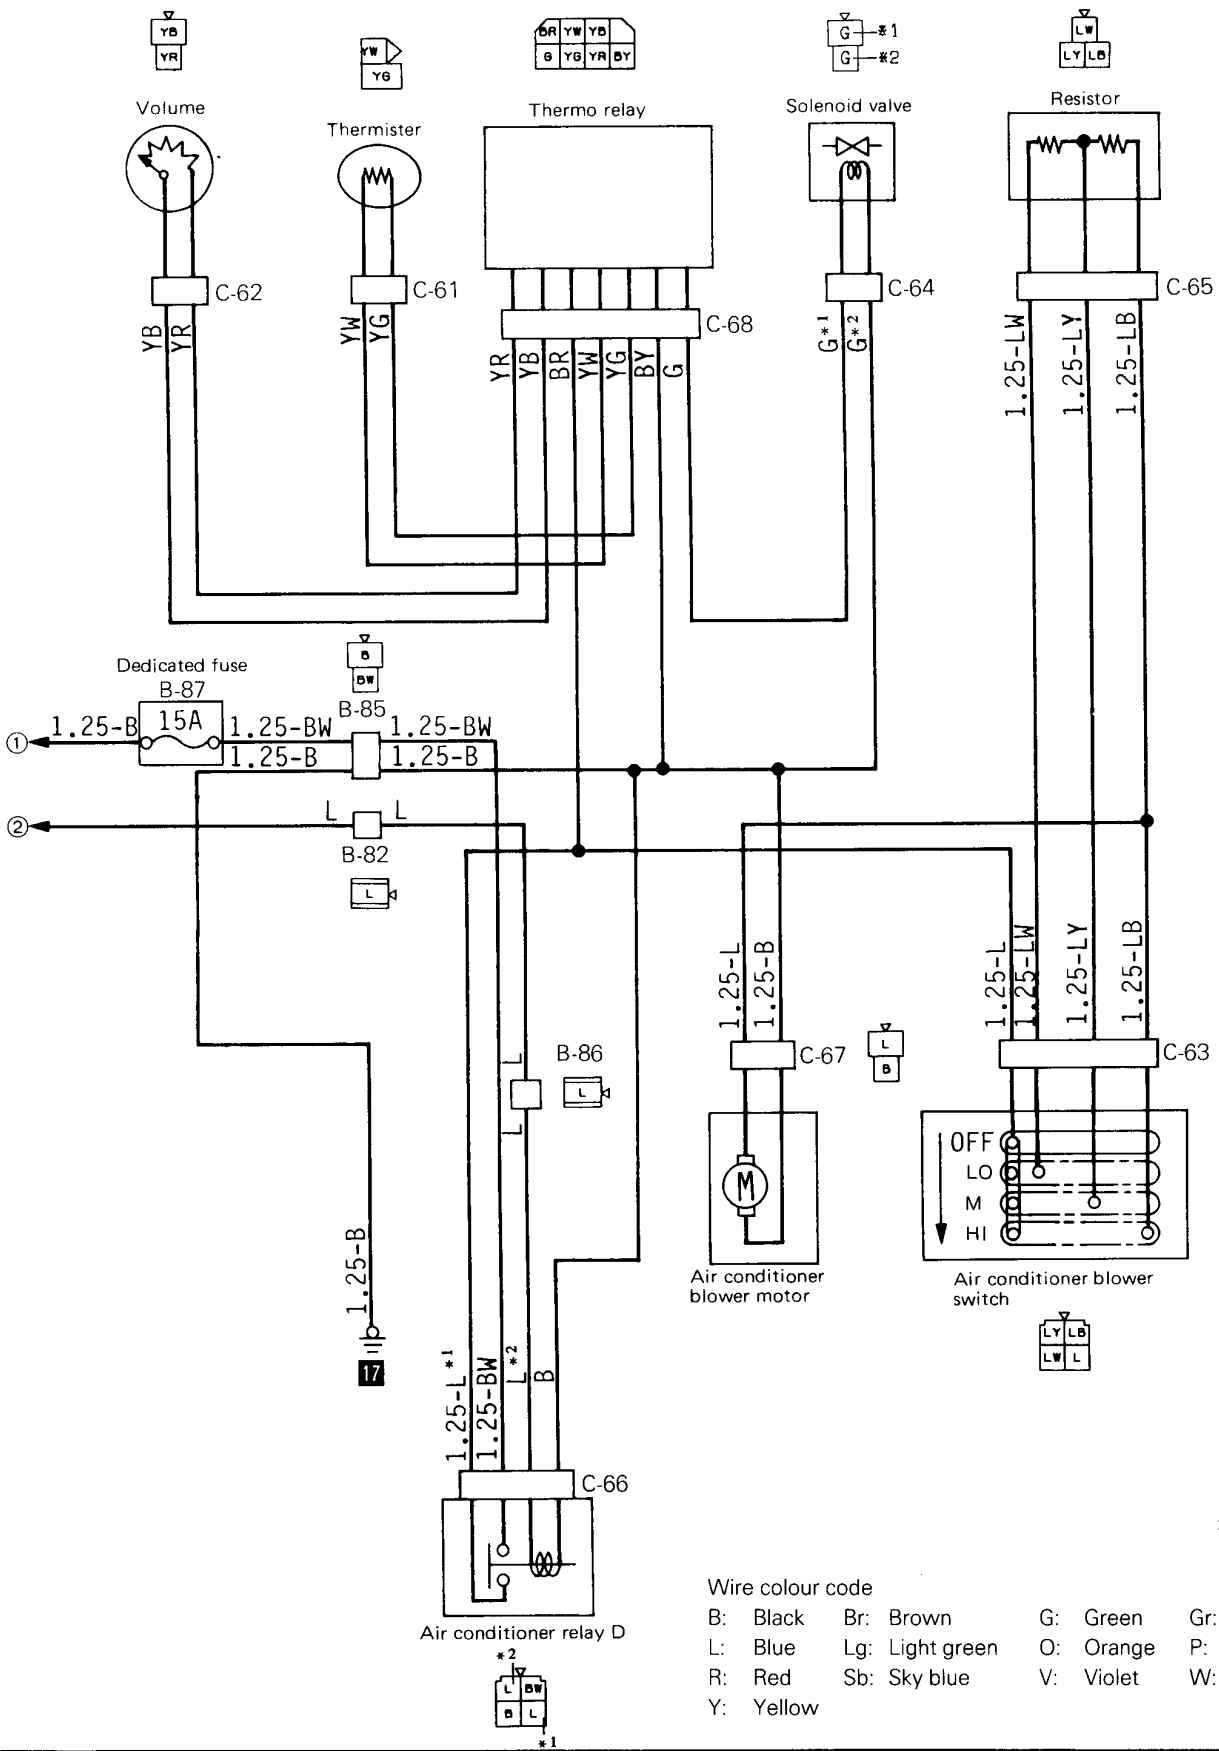 YB
YR
YW
YG
BR YW YB
G YG YR BY
G *1
G *2
LW
LY LB
Volume
Thermister
Thermo relay
Solenoid valve
Resistor
C-62
C-61
C-68
C-64
C-65
YB
YR
YW
YG
YR
YB
BR
YW
YG
BY
G
G*1
G*2
1.25-LW
1.25-LY
1.25-LB
B
BW
Dedicated fuse
B-87
B-85
15A
1 1.25-B
1.25-BW
1.25-BW
1.25-B
1.25-B
2
L
L
B-82
L
1.25-L
1.25-B
1.25-L
1.25-LW
1.25-LY
1.25-LB
L
B-86
L
L
C-67
L
B
C-63
OFF
LO
M
HI
M
Air conditioner
blower motor
Air conditioner blower
switch
LY LB
LW L
1.25-B
17
1.25-L*1
1.25-BW
L*2
B
C-66
Air conditioner relay D
*2
L BW
B L
*1
Wire colour code
B: Black Br: Brown G: Green Gr:
L: Blue Lg: Light green O: Orange P:
R: Red Sb: Sky blue V: Violet W:
Y: Yellow